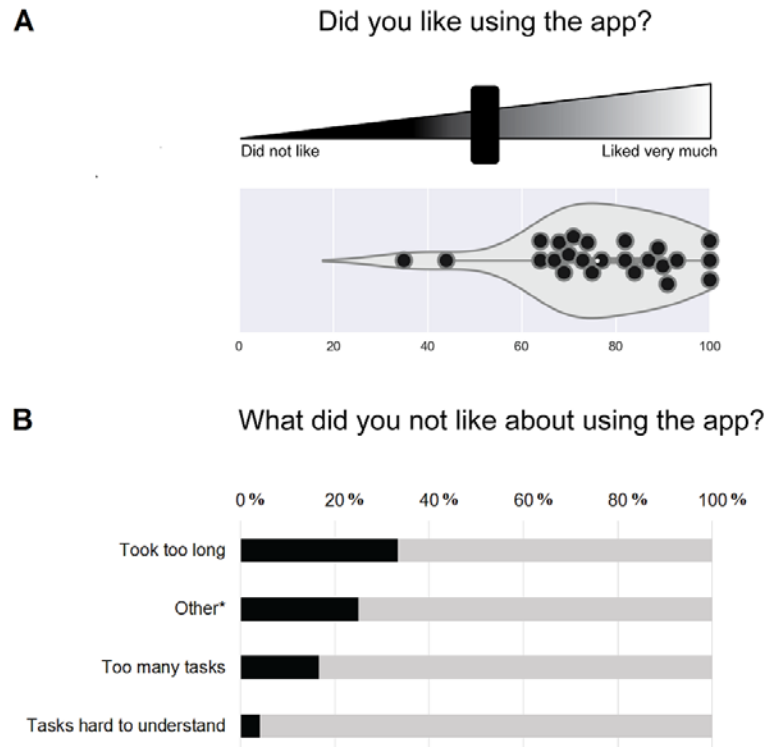 A
Did you like using the app?
Did not like
Liked very much
0 20 40 60 80 100
B
What did you not like about using the app?
0 % 20 % 40 % 60 % 80 % 100 %
Took too long
Other*
Too many tasks
Tasks hard to understand